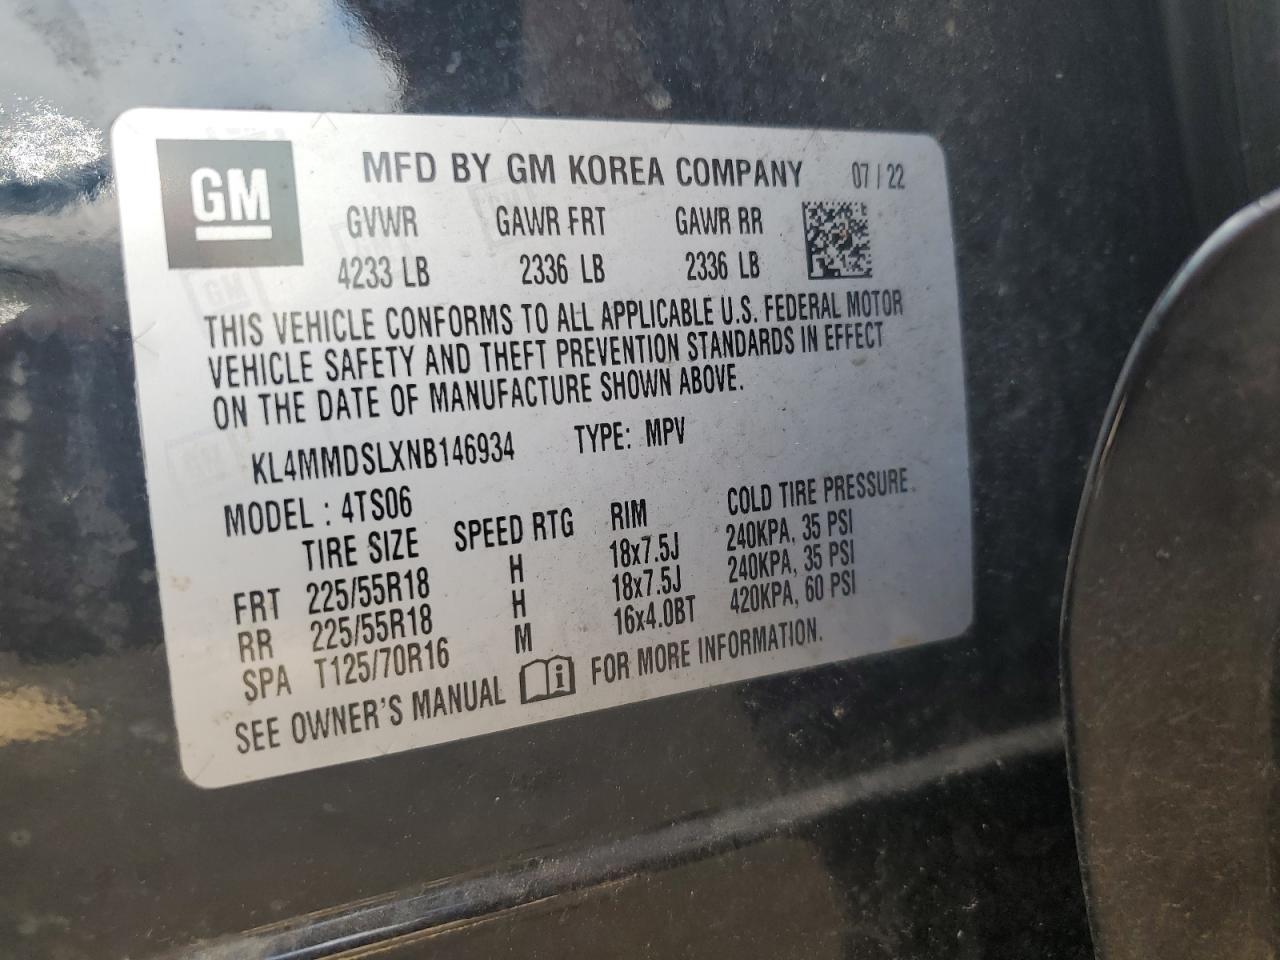 GM
MFD BY GM KOREA COMPANY 07 / 22
GVWR GAWR FRT GAWR RR
4233 LB 2336 LB 2336 LB
THIS VEHICLE CONFORMS TO ALL APPLICABLE U.S. FEDERAL MOTOR
VEHICLE SAFETY AND THEFT PREVENTION STANDARDS IN EFFECT
ON THE DATE OF MANUFACTURE SHOWN ABOVE.
KL4MMDSLXNB146934 TYPE: MPV
MODEL : 4TS06
TIRE SIZE SPEED RTG RIM COLD TIRE PRESSURE
FRT 225/55R18 H 18x7.5J 240KPA, 35 PSI
RR 225/55R18 H 18x7.5J 240KPA, 35 PSI
SPA T125/70R16 M 16x4.0BT 420KPA, 60 PSI
SEE OWNER'S MANUAL i FOR MORE INFORMATION.